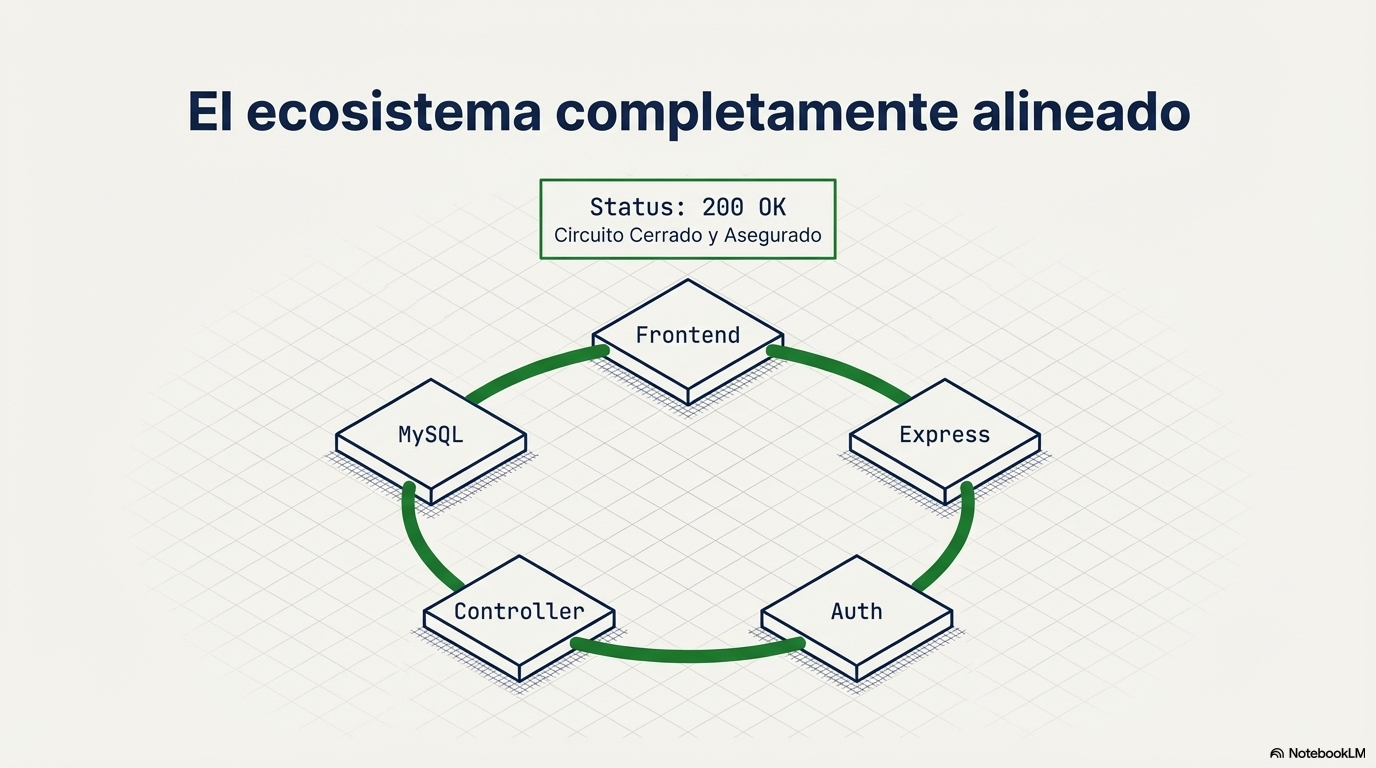 El ecosistema completamente alineado
Status: 200 OK
Circuito Cerrado y Asegurado
Frontend
MySQL
Express
Controller
Auth
NotebookLM